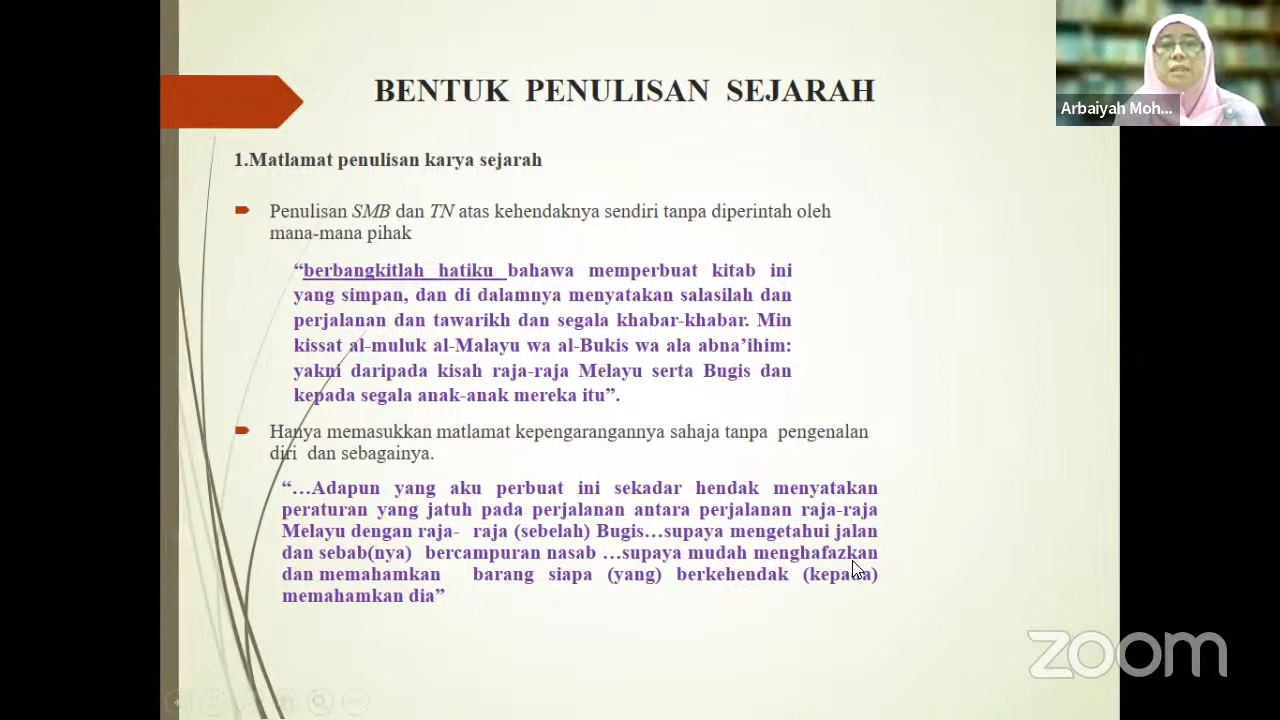 BENTUK PENULISAN SEJARAH
Arbaiyah Moh...
1.Matlamat penulisan karya sejarah
Penulisan SMB dan TN atas kehendaknya sendiri tanpa diperintah oleh
mana-mana pihak
“berbangkitlah hatiku bahawa memperbuat kitab ini
yang simpan, dan di dalamnya menyatakan salasilah dan
perjalanan dan tawarikh dan segala khabar-khabar. Min
kissat al-muluk al-Malayu wa al-Bukis wa ala abna’ihim:
yakni daripada kisah raja-raja Melayu serta Bugis dan
kepada segala anak-anak mereka itu”.
Hanya memasukkan matlamat kepengarangannya sahaja tanpa pengenalan
diri dan sebagainya.
“…Adapun yang aku perbuat ini sekadar hendak menyatakan
peraturan yang jatuh pada perjalanan antara perjalanan raja-raja
Melayu dengan raja- raja (sebelah) Bugis…supaya mengetahui jalan
dan sebab(nya) bercampuran nasab …supaya mudah menghafazkan
dan memahamkan barang siapa (yang) berkehendak (kepada)
memahamkan dia”
zoom